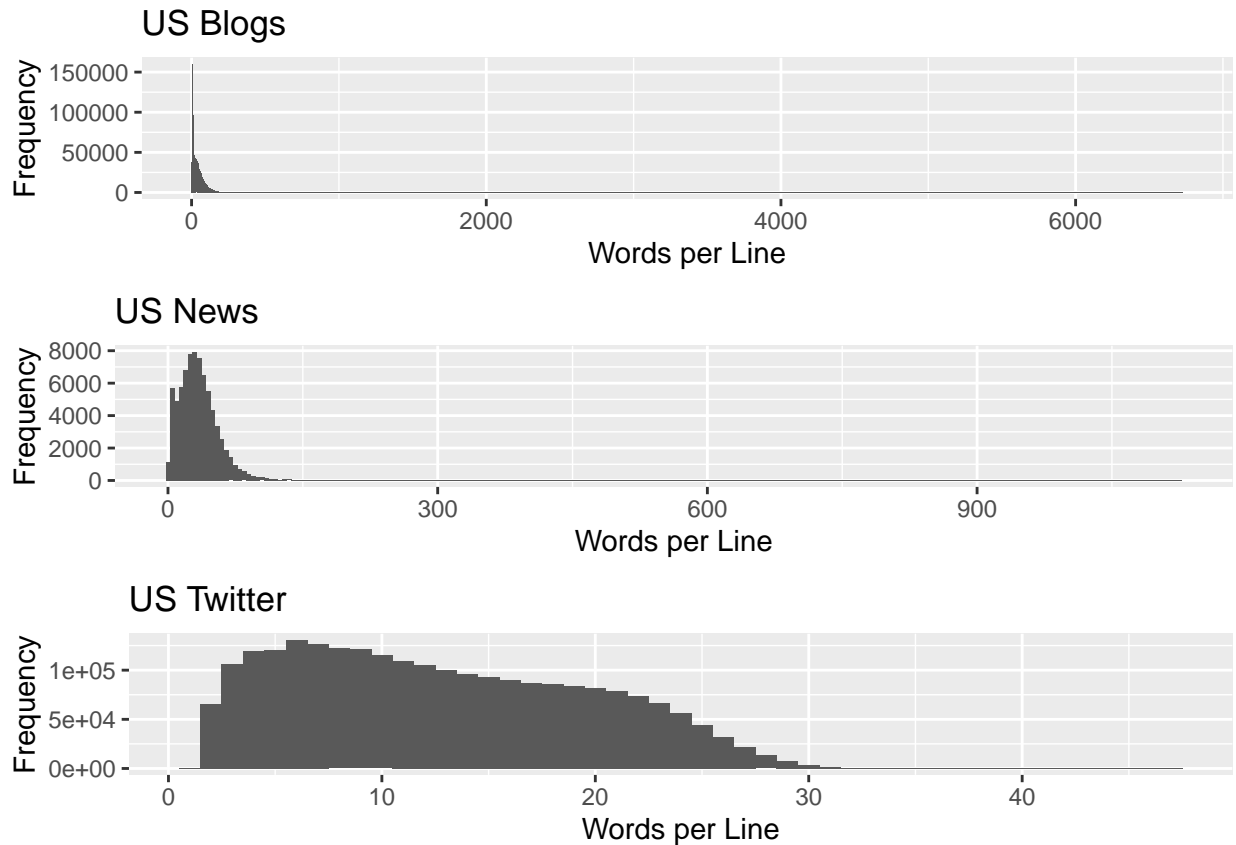 US Blogs
Frequency
150000
100000
50000
0
0 2000 4000 6000
Words per Line
US News
Frequency
8000
6000
4000
2000
0
0 300 600 900
Words per Line
US Twitter
Frequency
1e+05
5e+04
0e+00
0 10 20 30 40
Words per Line